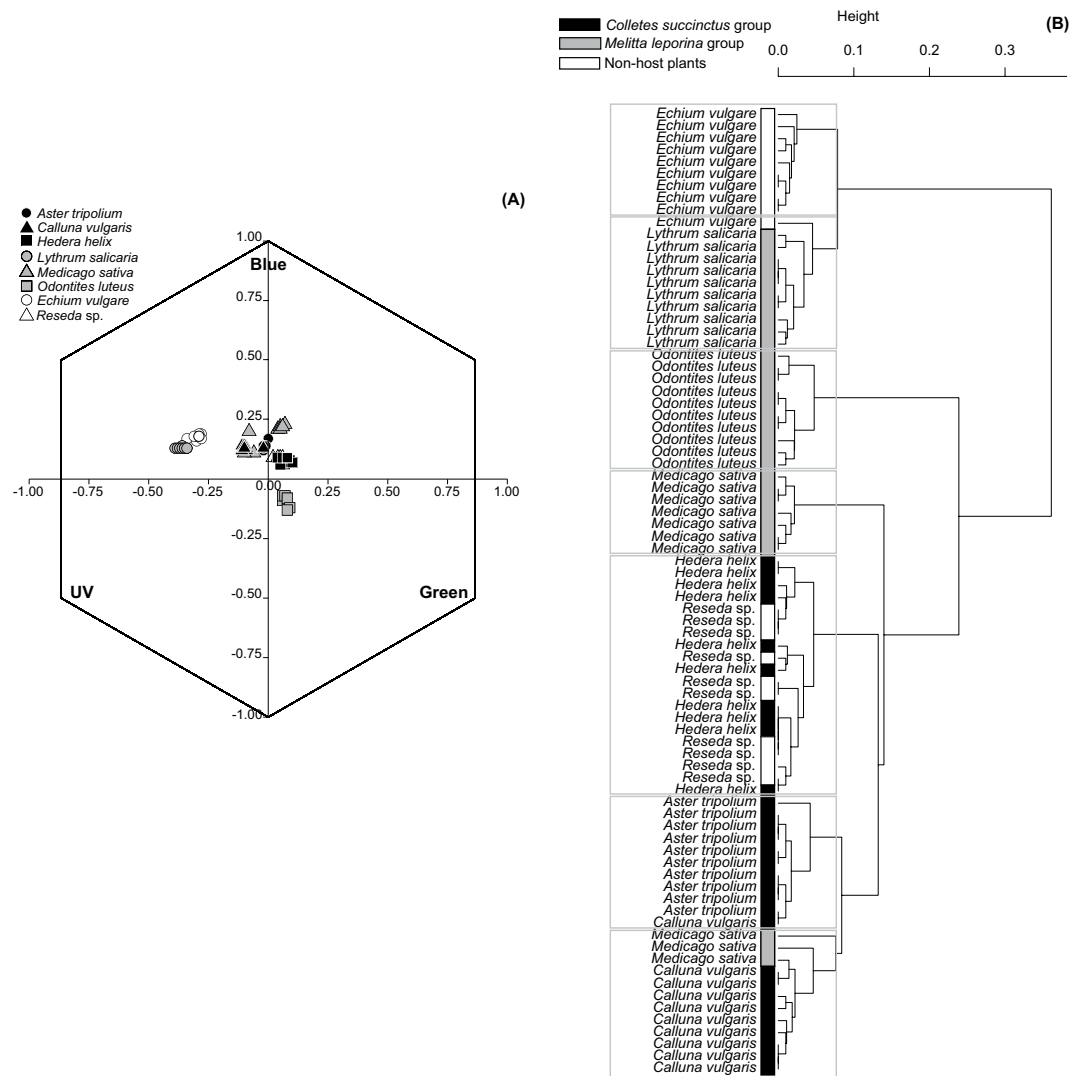 (A)
Aster tripolium
Calluna vulgaris
Hedera helix
Lythrum salicaria
Medicago sativa
Odontites luteus
Echium vulgare
Reseda sp.
1.00
Blue
0.75
0.50
0.25
-1.00 -0.75 -0.50 -0.25 0.00 0.25 0.50 0.75 1.00
-0.25
-0.50
UV Green
-0.75
-1.00
(B)
Colletes succinctus group
Melitta leporina group
Non-host plants
Height
0.0 0.1 0.2 0.3
Echium vulgare
Echium vulgare
Echium vulgare
Echium vulgare
Echium vulgare
Echium vulgare
Echium vulgare
Echium vulgare
Echium vulgare
Echium vulgare
Lythrum salicaria
Lythrum salicaria
Lythrum salicaria
Lythrum salicaria
Lythrum salicaria
Lythrum salicaria
Lythrum salicaria
Lythrum salicaria
Lythrum salicaria
Lythrum salicaria
Odontites luteus
Odontites luteus
Odontites luteus
Odontites luteus
Odontites luteus
Odontites luteus
Odontites luteus
Odontites luteus
Odontites luteus
Odontites luteus
Medicago sativa
Medicago sativa
Medicago sativa
Medicago sativa
Medicago sativa
Medicago sativa
Medicago sativa
Hedera helix
Hedera helix
Hedera helix
Hedera helix
Reseda sp.
Reseda sp.
Reseda sp.
Hedera helix
Reseda sp.
Hedera helix
Reseda sp.
Reseda sp.
Hedera helix
Hedera helix
Hedera helix
Reseda sp.
Reseda sp.
Reseda sp.
Reseda sp.
Hedera helix
Aster tripolium
Aster tripolium
Aster tripolium
Aster tripolium
Aster tripolium
Aster tripolium
Aster tripolium
Aster tripolium
Aster tripolium
Aster tripolium
Calluna vulgaris
Medicago sativa
Medicago sativa
Medicago sativa
Calluna vulgaris
Calluna vulgaris
Calluna vulgaris
Calluna vulgaris
Calluna vulgaris
Calluna vulgaris
Calluna vulgaris
Calluna vulgaris
Calluna vulgaris